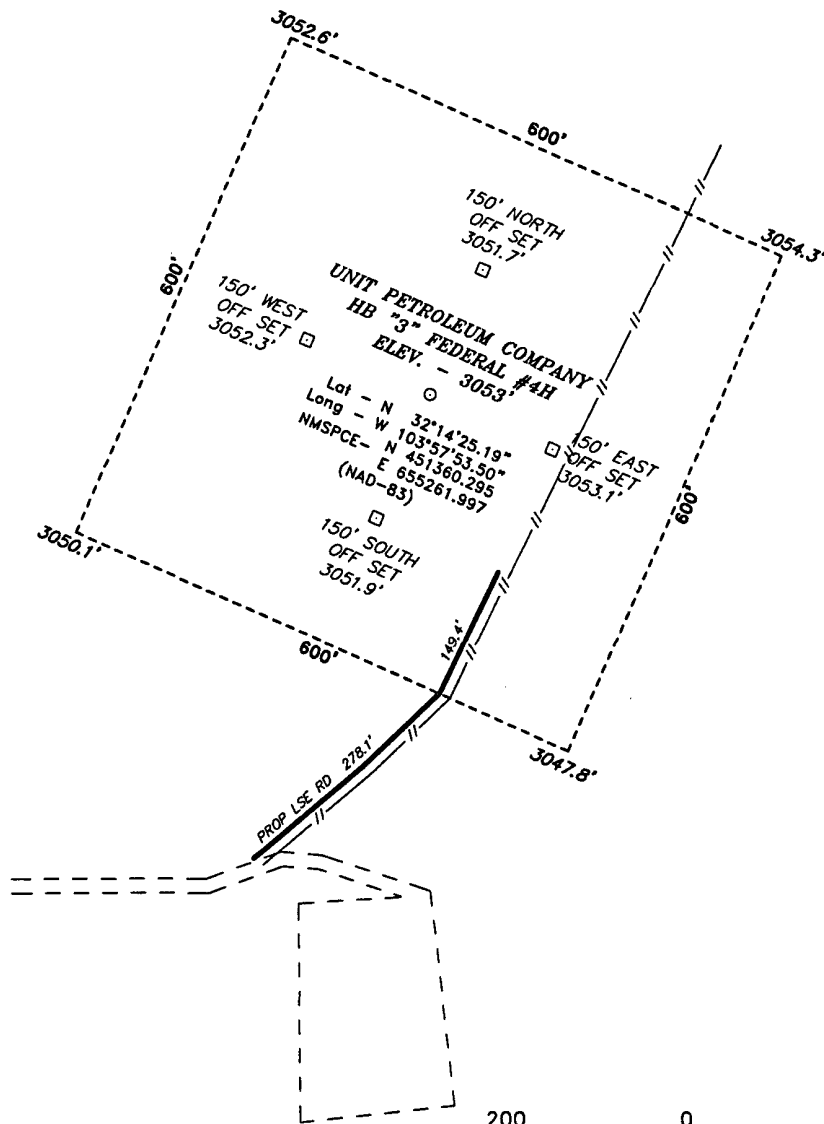 3052.6'
600'
150' NORTH
OFF SET
3051.7'
3054.3'
600'
150' WEST
OFF SET
3052.3'
UNIT PETROLEUM COMPANY
HB "3" FEDERAL #4H
ELEV. - 3053'
Lat - N 32°14'25.19"
Long - W 103°57'53.50"
NMSPCE- N 451360.295
E 655261.997
(NAD-83)
150' EAST
OFF SET
3053.1'
600'
3050.1'
150' SOUTH
OFF SET
3051.9'
600'
149.4'
3047.8'
PROP LSE RD 278.1'
200 0